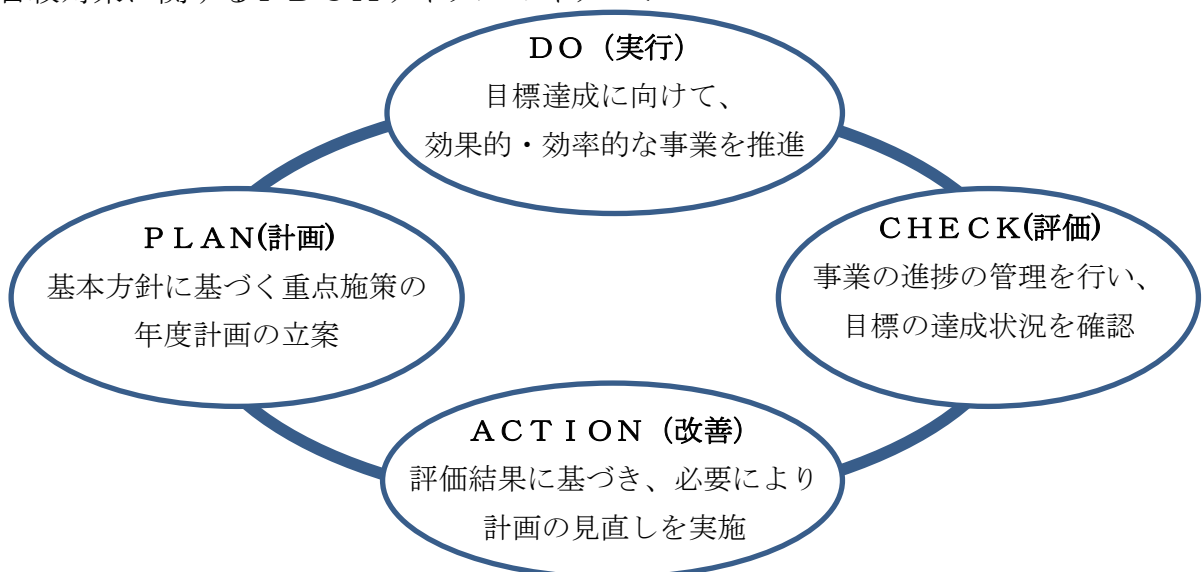 ＤＯ（実行）
目標達成に向けて、
効果的・効率的な事業を推進
ＰＬＡＮ(計画)
基本方針に基づく重点施策の
年度計画の立案
ＣＨＥＣＫ(評価)
事業の進捗の管理を行い、
目標の達成状況を確認
ＡＣＴＩＯＮ（改善）
評価結果に基づき、必要により
計画の見直しを実施